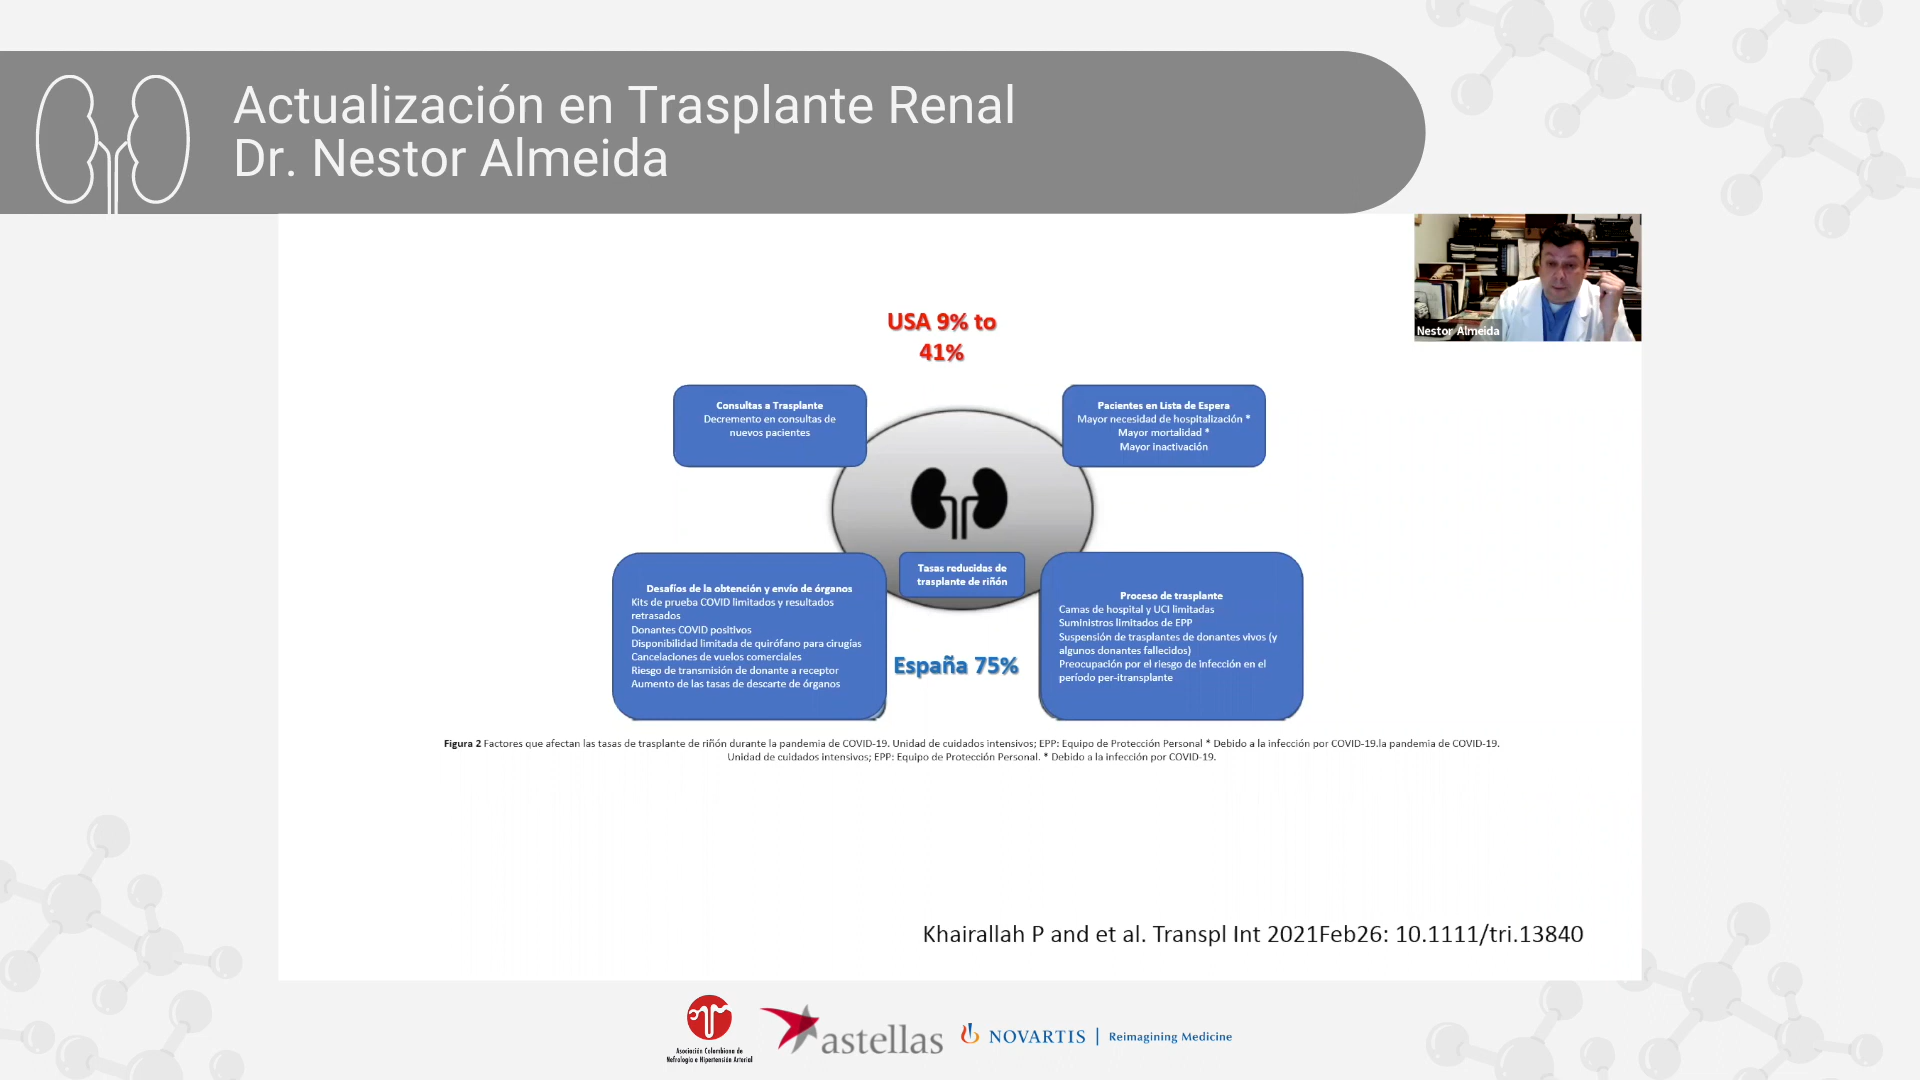 Actualización en Trasplante Renal
Dr. Nestor Almeida
Nestor Almeida
USA 9% to
41%
Consultas a Trasplante
Decremento en consultas de
nuevos pacientes
Pacientes en Lista de Espera
Mayor necesidad de hospitalización *
Mayor mortalidad *
Mayor inactivación
Tasas reducidas de
trasplante de riñón
Desafíos de la obtención y envío de órganos
Kits de prueba COVID limitados y resultados
retrasados
Donantes COVID positivos
Disponibilidad limitada de quirófano para cirugías
Cancelaciones de vuelos comerciales
Riesgo de transmisión de donante a receptor
Aumento de las tasas de descarte de órganos
España 75%
Proceso de trasplante
Camas de hospital y UCI limitadas
Suministros limitados de EPP
Suspensión de trasplantes de donantes vivos (y
algunos donantes fallecidos)
Preocupación por el riesgo de infección en el
período per-itransplante
Figura 2 Factores que afectan las tasas de trasplante de riñón durante la pandemia de COVID-19. Unidad de cuidados intensivos; EPP: Equipo de Protección Personal * Debido a la infección por COVID-19.la pandemia de COVID-19.
Unidad de cuidados intensivos; EPP: Equipo de Protección Personal. * Debido a la infección por COVID-19.
Khairallah P and et al. Transpl Int 2021Feb26: 10.1111/tri.13840
Asociación Colombiana de
Nefrología e Hipertensión Arterial
astellas
NOVARTIS | Reimagining Medicine